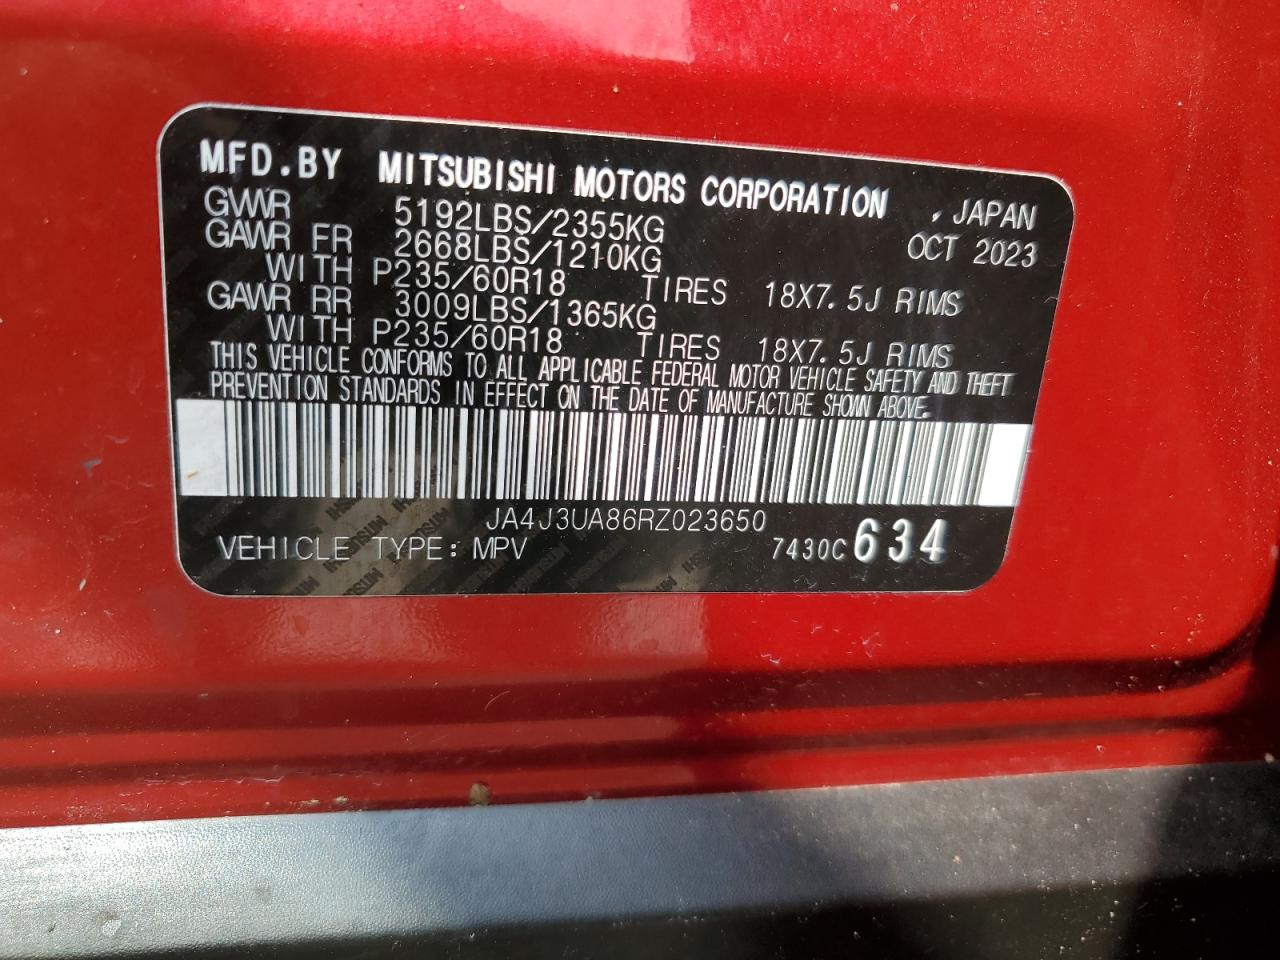 MFD.BY MITSUBISHI MOTORS CORPORATION , JAPAN
GVWR 5192LBS/2355KG OCT 2023
GAWR FR 2668LBS/1210KG
WITH P235/60R18 TIRES 18X7.5J RIMS
GAWR RR 3009LBS/1365KG
WITH P235/60R18 TIRES 18X7.5J RIMS
THIS VEHICLE CONFORMS TO ALL APPLICABLE FEDERAL MOTOR VEHICLE SAFETY AND THEFT
PREVENTION STANDARDS IN EFFECT ON THE DATE OF MANUFACTURE SHOWN ABOVE.
JA4J3UA86RZ023650
VEHICLE TYPE: MPV 7430C 634